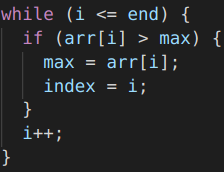 while (i <= end) {
  if (arr[i] > max) {
    max = arr[i];
    index = i;
  }
  i++;
}